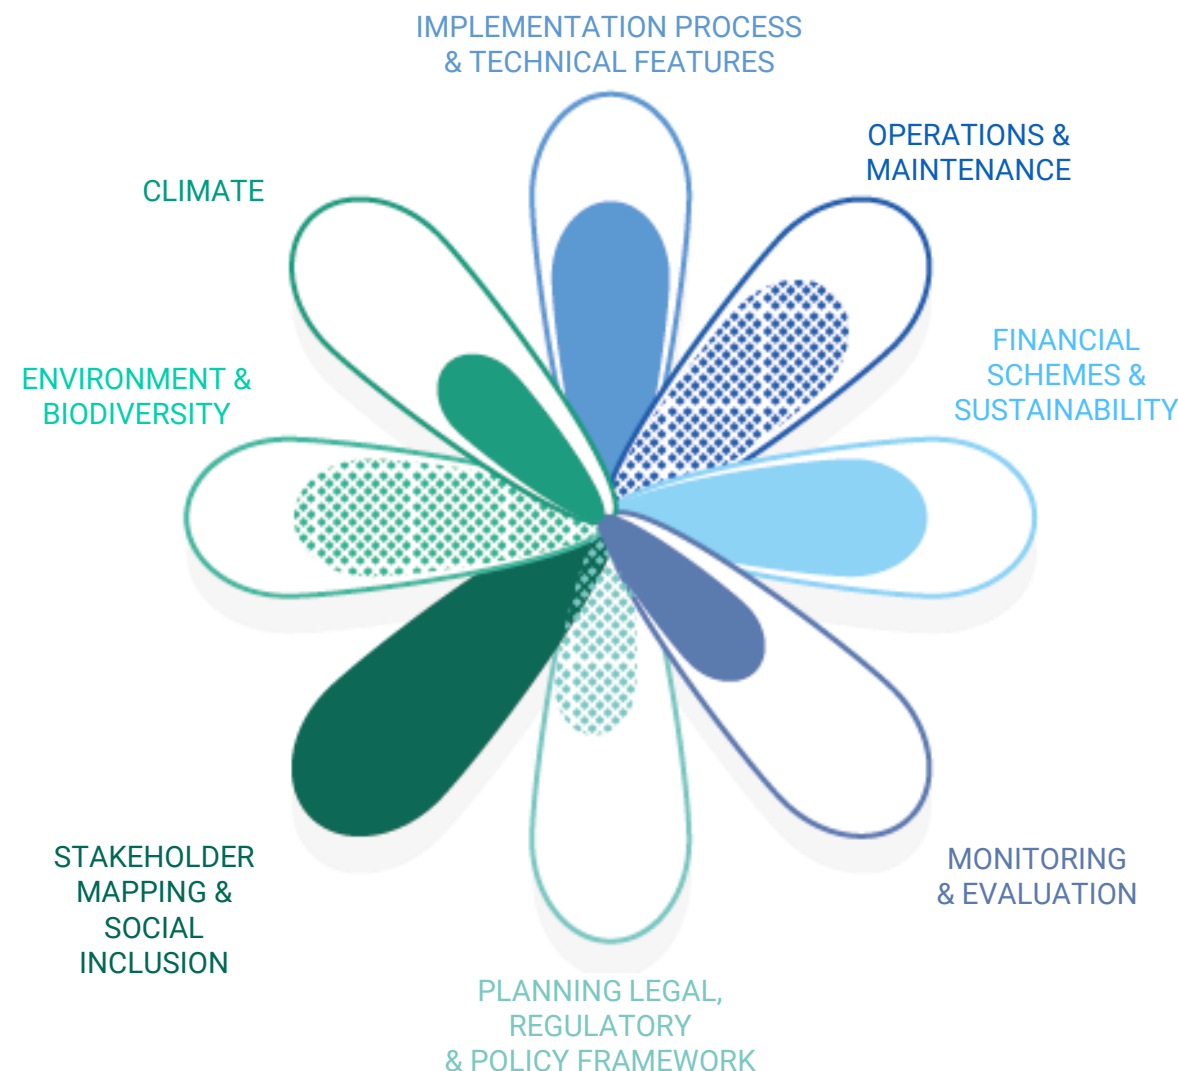 IMPLEMENTATION PROCESS
& TECHNICAL FEATURES
OPERATIONS &
MAINTENANCE
CLIMATE
FINANCIAL
SCHEMES &
SUSTAINABILITY
ENVIRONMENT &
BIODIVERSITY
STAKEHOLDER
MAPPING &
SOCIAL
INCLUSION
MONITORING
& EVALUATION
PLANNING LEGAL,
REGULATORY
& POLICY FRAMEWORK